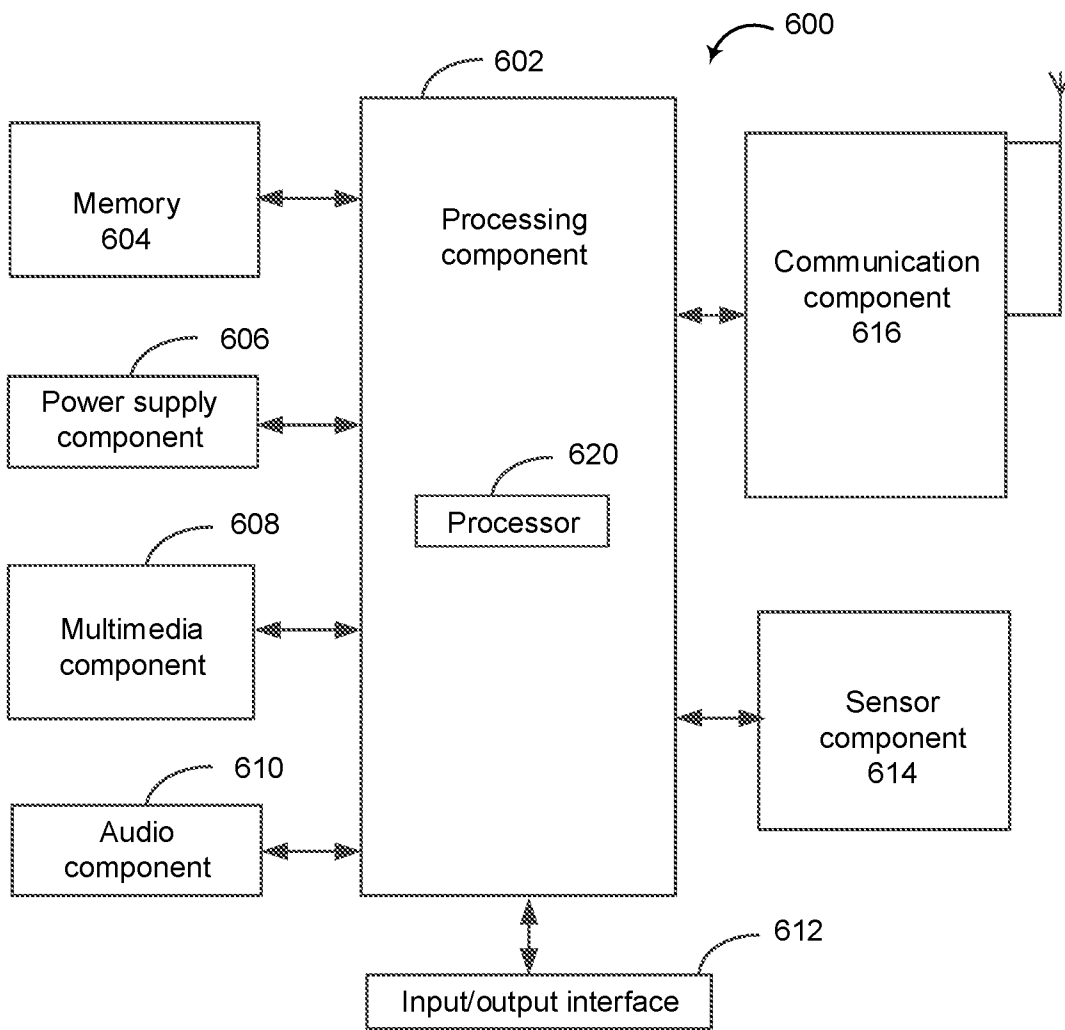 600
602
Memory
604
Processing
component
Communication
component
616
606
Power supply
component
620
Processor
608
Multimedia
component
Sensor
component
614
610
Audio
component
612
Input/output interface